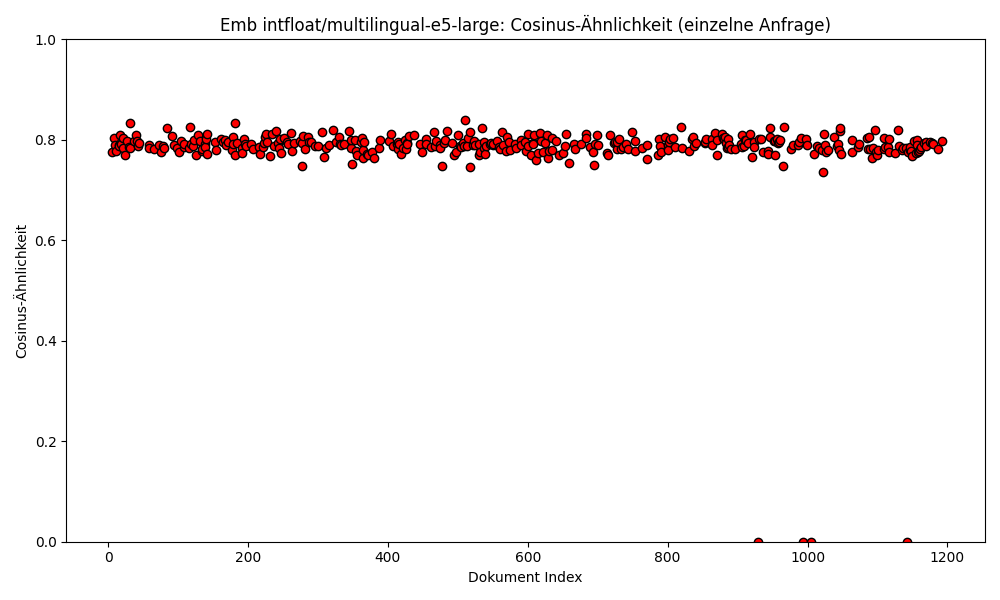 Emb intfloat/multilingual-e5-large: Cosinus-Ähnlichkeit (einzelne Anfrage)
1.0
0.8
0.6
0.4
0.2
0.0
Cosinus-Ähnlichkeit
0 200 400 600 800 1000 1200
Dokument Index